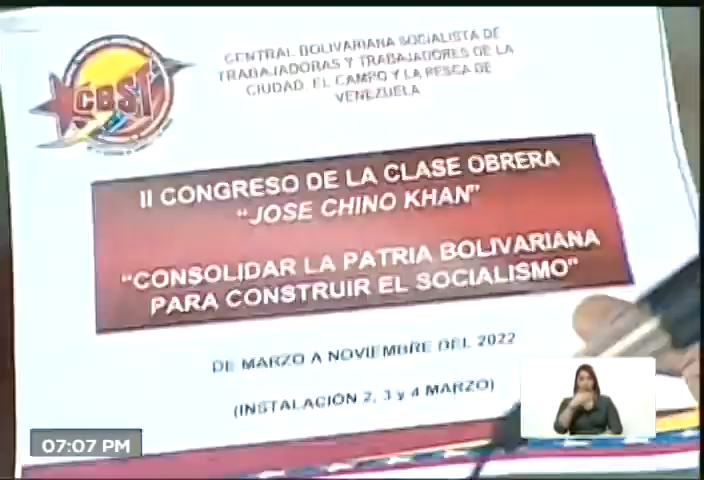 CBST
CENTRAL BOLIVARIANA SOCIALISTA DE
TRABAJADORAS Y TRABAJADORES DE LA
CIUDAD, EL CAMPO Y LA PESCA DE
VENEZUELA
II CONGRESO DE LA CLASE OBRERA
"JOSE CHINO KHAN"
"CONSOLIDAR LA PATRIA BOLIVARIANA
PARA CONSTRUIR EL SOCIALISMO"
DE MARZO A NOVIEMBRE DEL 2022
(INSTALACIÓN 2, 3 y 4 MARZO)
07:07 PM